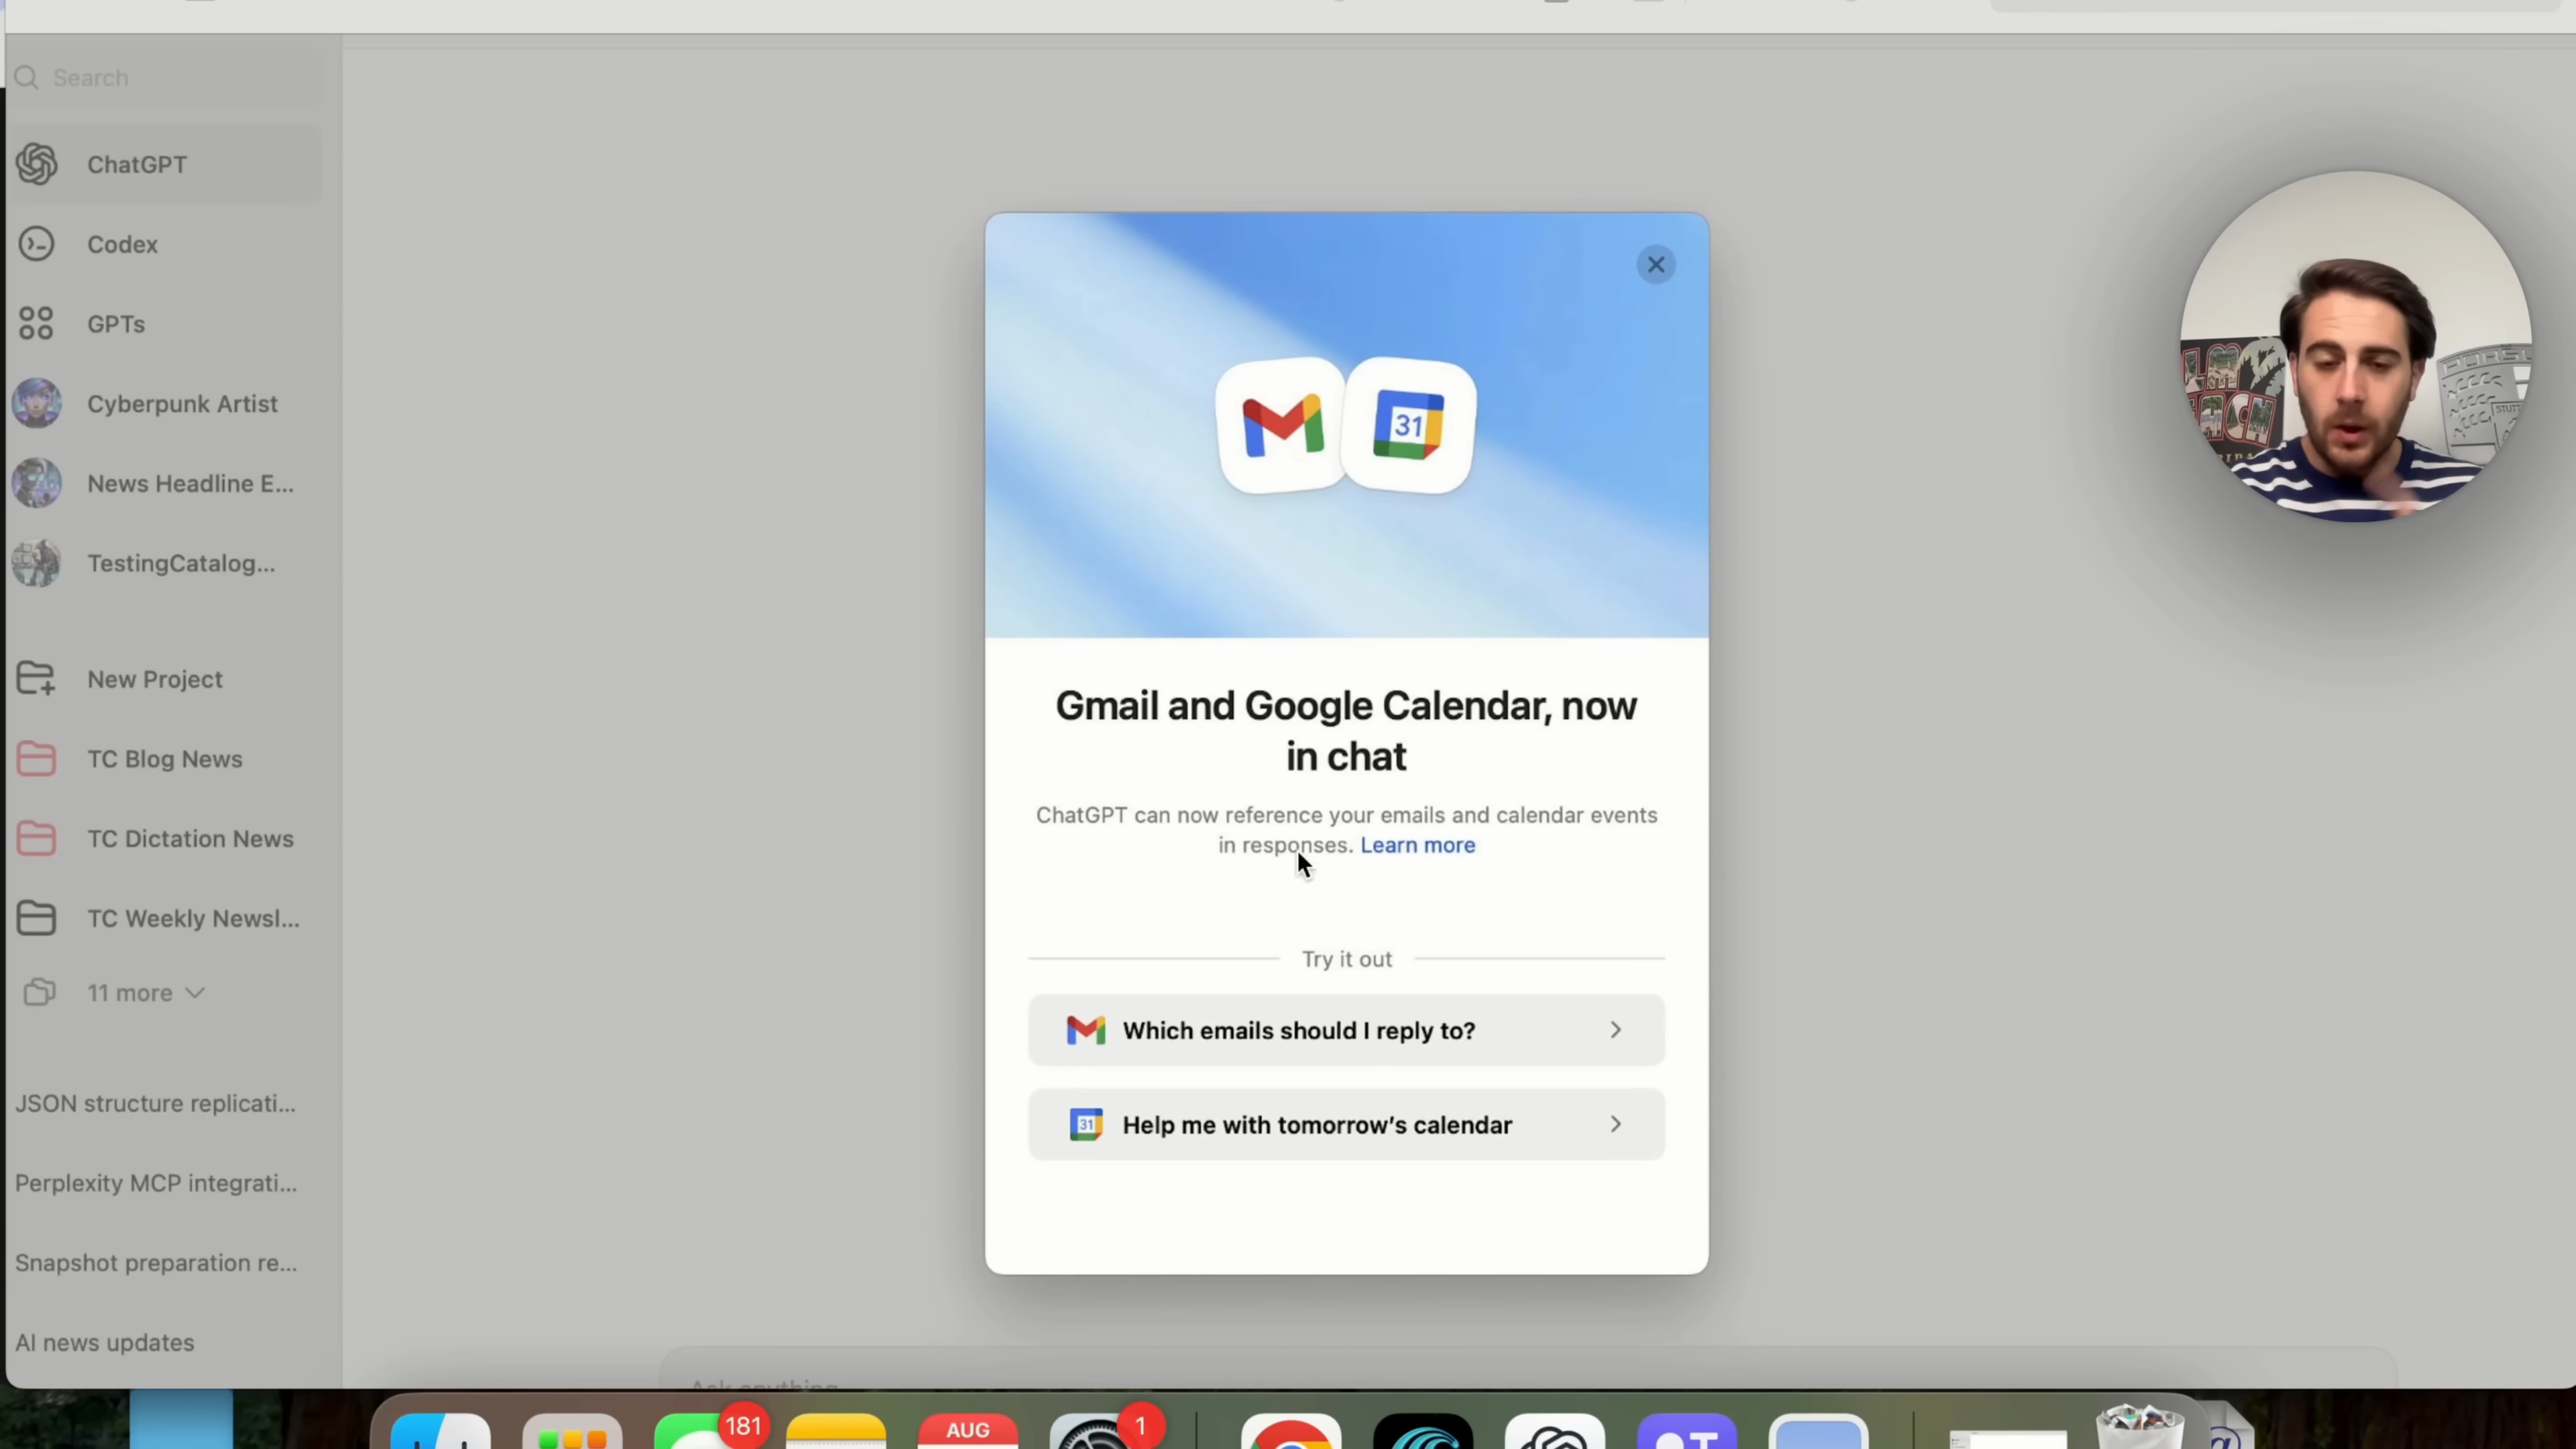 Search
ChatGPT
Codex
GPTs
Cyberpunk Artist
News Headline E...
TestingCatalog...
New Project
TC Blog News
TC Dictation News
TC Weekly Newsl...
11 more
JSON structure replicati...
Perplexity MCP integrati...
Snapshot preparation re...
AI news updates
31
Gmail and Google Calendar, now
in chat
ChatGPT can now reference your emails and calendar events
in responses. Learn more
Try it out
Which emails should I reply to?
31
Help me with tomorrow's calendar
Ask anything
181
AUG
1
T
@